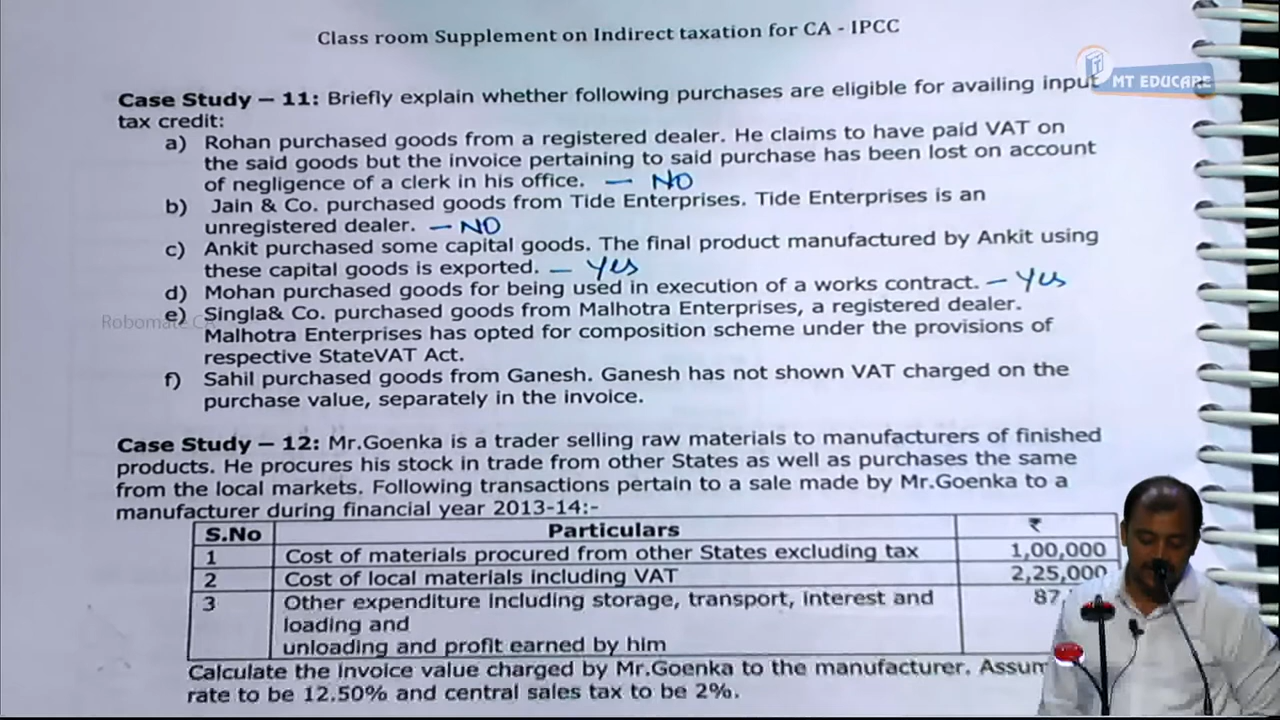 Class room Supplement on Indirect taxation for CA - IPCC
MT EDUCARE
Case Study – 11: Briefly explain whether following purchases are eligible for availing input
tax credit:
a) Rohan purchased goods from a registered dealer. He claims to have paid VAT on
the said goods but the invoice pertaining to said purchase has been lost on account
of negligence of a clerk in his office. — NO
b) Jain & Co. purchased goods from Tide Enterprises. Tide Enterprises is an
unregistered dealer. — NO
c) Ankit purchased some capital goods. The final product manufactured by Ankit using
these capital goods is exported. — Yes
d) Mohan purchased goods for being used in execution of a works contract. — Yes
e) Singla& Co. purchased goods from Malhotra Enterprises, a registered dealer.
Robomate CA
Malhotra Enterprises has opted for composition scheme under the provisions of
respective StateVAT Act.
f) Sahil purchased goods from Ganesh. Ganesh has not shown VAT charged on the
purchase value, separately in the invoice.
Case Study – 12: Mr.Goenka is a trader selling raw materials to manufacturers of finished
products. He procures his stock in trade from other States as well as purchases the same
from the local markets. Following transactions pertain to a sale made by Mr.Goenka to a
manufacturer during financial year 2013-14:-
S.No Particulars ₹
1 Cost of materials procured from other States excluding tax 1,00,000
2 Cost of local materials including VAT 2,25,000
3 Other expenditure including storage, transport, interest and 87,
loading and
unloading and profit earned by him
Calculate the invoice value charged by Mr.Goenka to the manufacturer. Assum
rate to be 12.50% and central sales tax to be 2%.